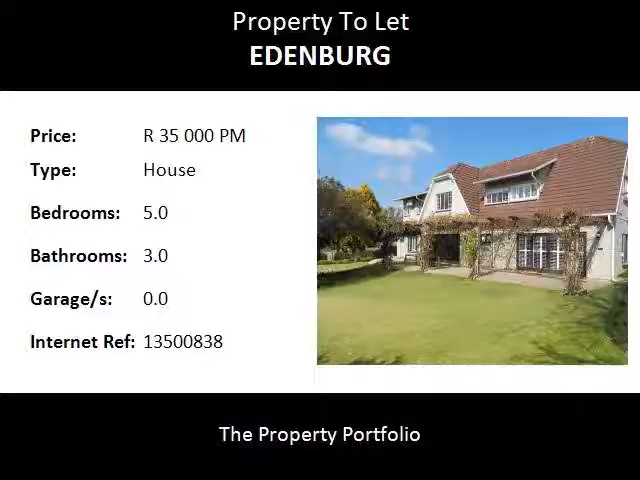 Property To Let
EDENBURG
Price: R 35 000 PM
Type: House
Bedrooms: 5.0
Bathrooms: 3.0
Garage/s: 0.0
Internet Ref: 13500838
The Property Portfolio